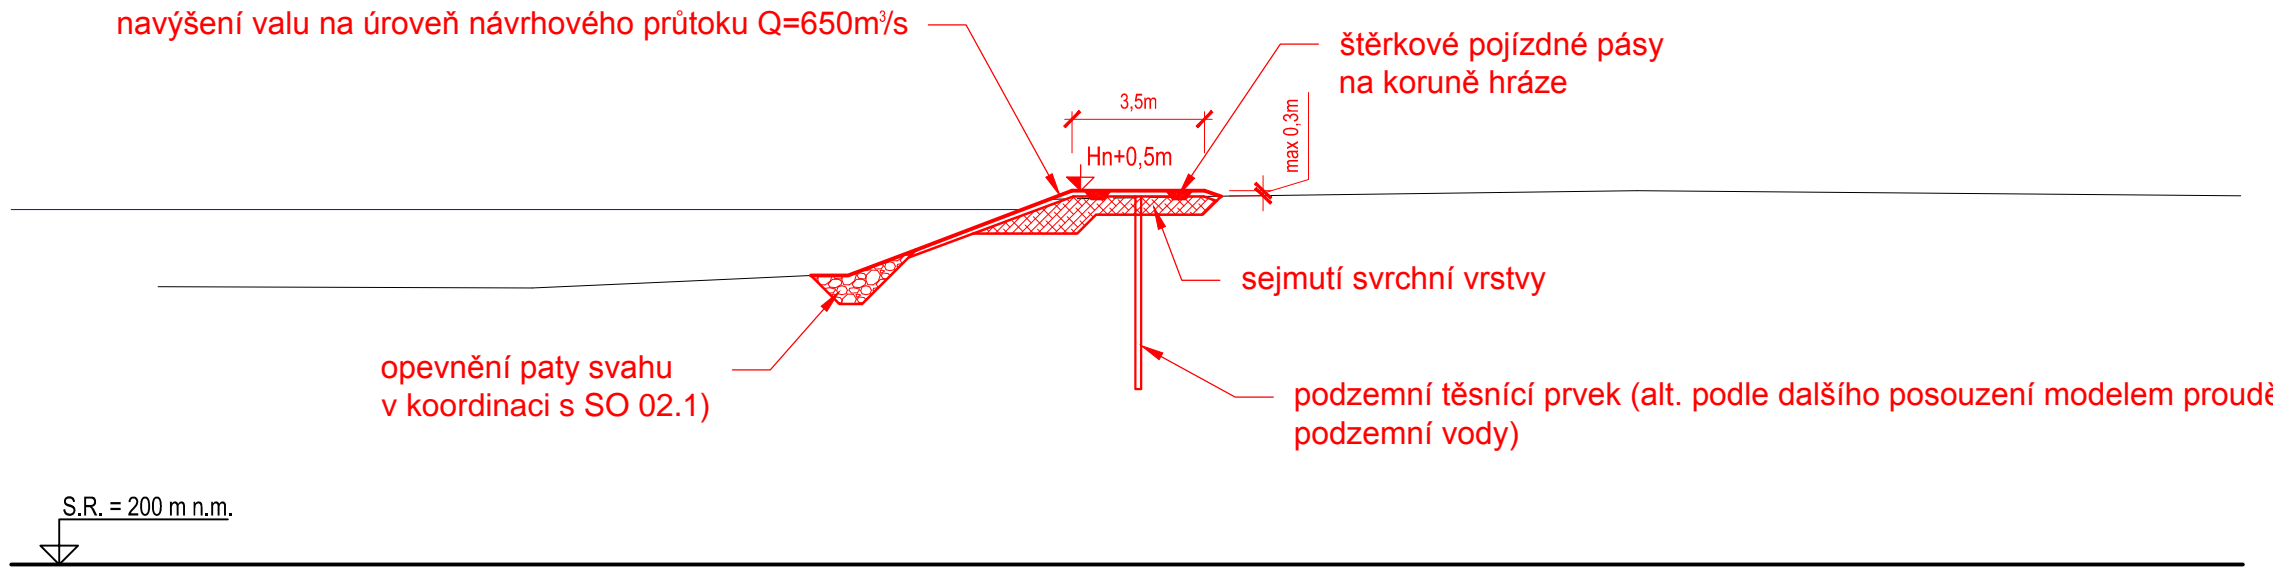 navýšení valu na úroveň návrhového průtoku Q=650m³/s
štěrkové pojízdné pásy
na koruně hráze
3,5m
max 0,3m
Hn+0,5m
sejmutí svrchní vrstvy
opevnění paty svahu
v koordinaci s SO 02.1)
podzemní těsnící prvek (alt. podle dalšího posouzení modelem proudě
podzemní vody)
S.R. = 200 m n.m.